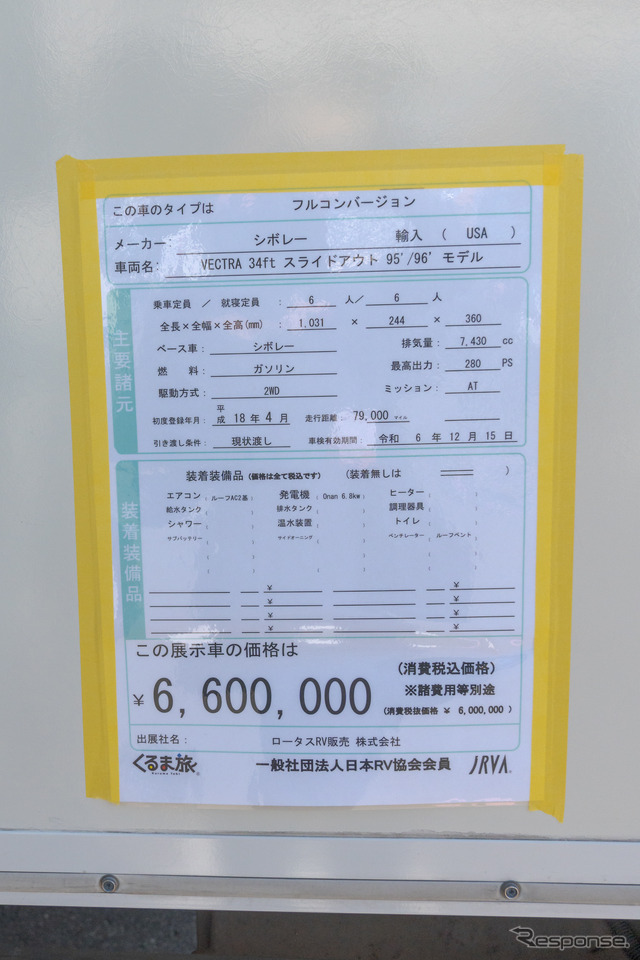 この車のタイプは フルコンバージョン
メーカー: シボレー 輸入 ( USA )
車両名: VECTRA 34ft スライドアウト 95'/96' モデル
主要諸元
乗車定員 / 就寝定員 : 6 人/ 6 人
全長×全幅×全高(mm) : 1,031 × 244 × 360
ベース車: シボレー 排気量: 7,430 cc
燃 料: ガソリン 最高出力: 280 PS
駆動方式: 2WD ミッション: AT
初度登録年月: 平成 18 年 4 月 走行距離: 79,000 マイル
引き渡し条件: 現状渡し 車検有効期間: 令和 6 年 12 月 15 日
装着装備品
装着装備品 (価格は全て税込です) (装着無しは ══ )
エアコン ルーフAC2基 発電機 Onan 6.8kw ヒーター
給水タンク 排水タンク 調理器具
シャワー 温水装置 トイレ
サブバッテリー サイドオーニング ベンチレーター ルーフベント
¥ ¥
¥ ¥
¥ ¥
¥ ¥
この展示車の価格は
¥ 6,600,000 (消費税込価格)
※諸費用等別途
(消費税抜価格 ¥ 6,000,000 )
出展社名: ロータスRV販売 株式会社
くるま旅 Kuruma Tabi 一般社団法人日本RV協会会員 JRVA
Response.